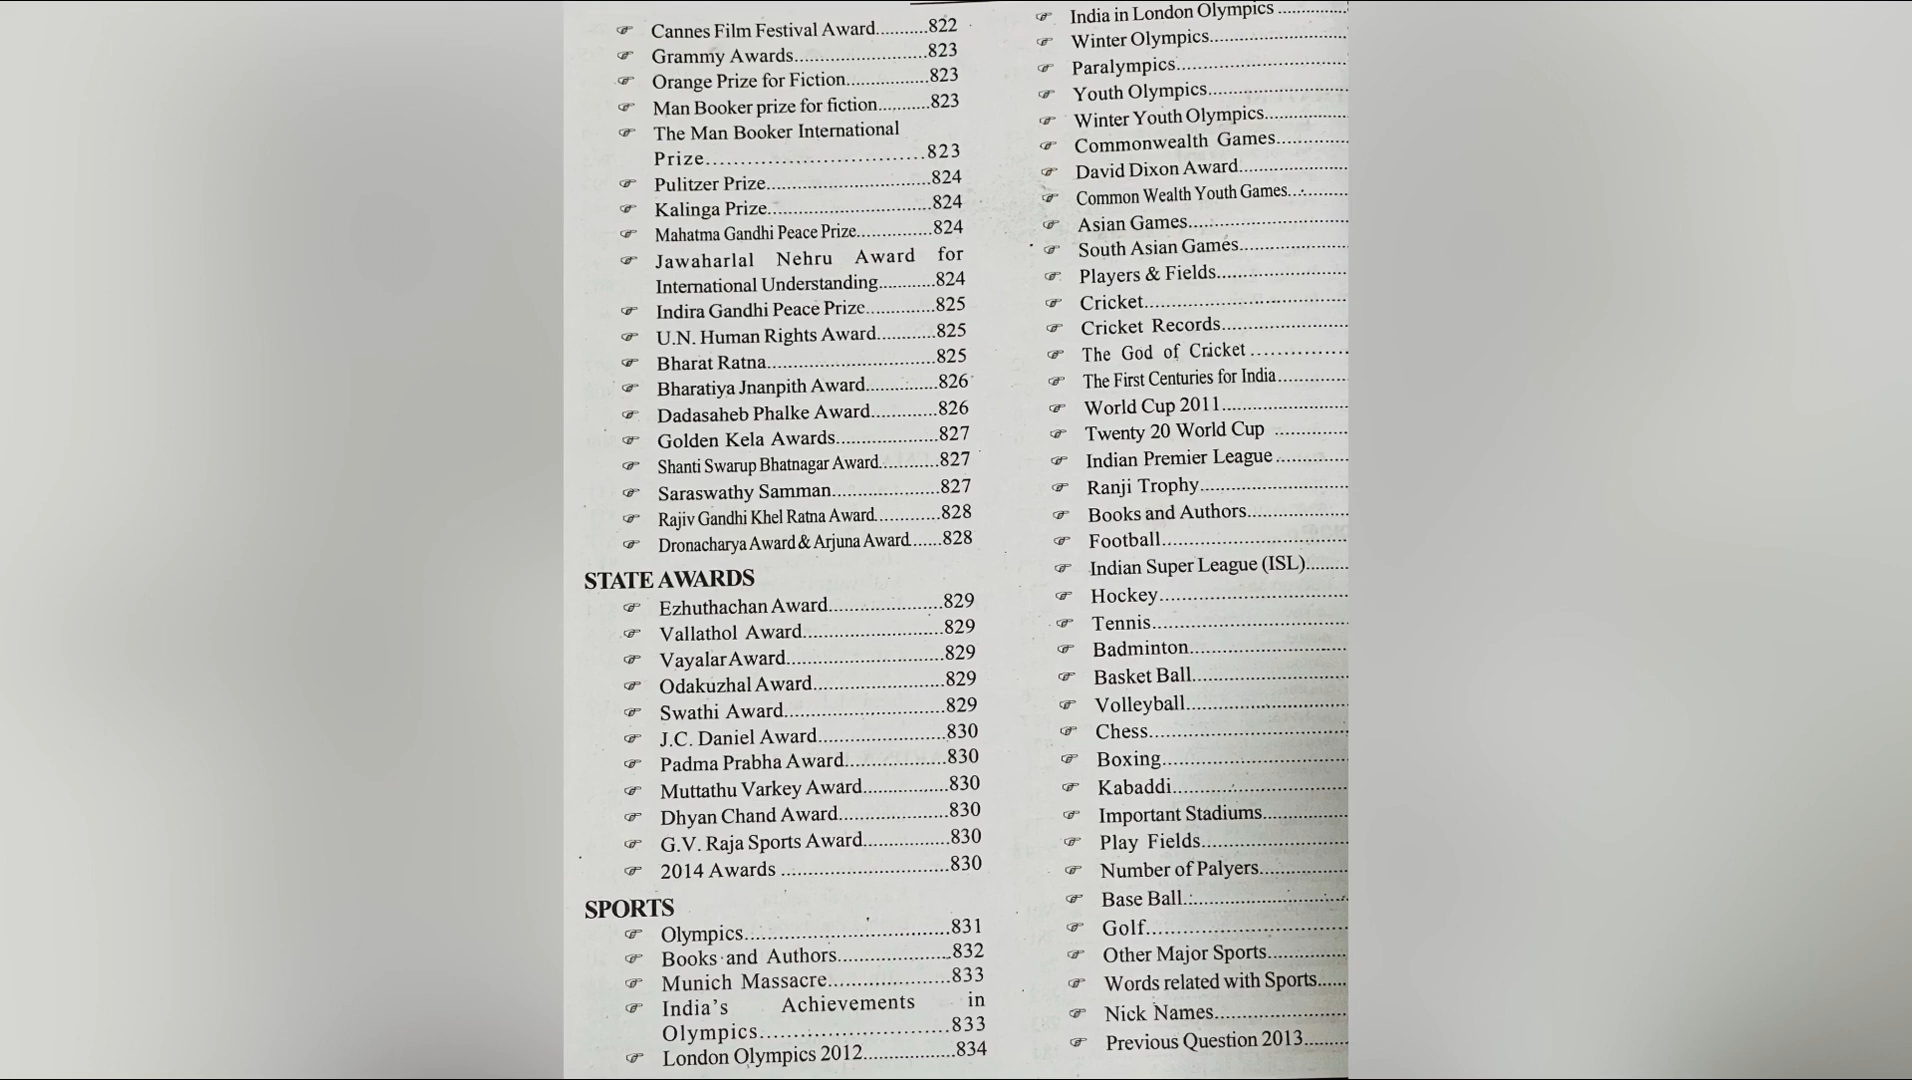 Cannes Film Festival Award...........822
Grammy Awards............................823
Orange Prize for Fiction..................823
Man Booker prize for fiction...........823
The Man Booker International
Prize...............................823
Pulitzer Prize...................................824
Kalinga Prize...................................824
Mahatma Gandhi Peace Prize................824
Jawaharlal Nehru Award for
International Understanding............824
Indira Gandhi Peace Prize...............825
U.N. Human Rights Award.............825
Bharat Ratna....................................825
Bharatiya Jnanpith Award................826
Dadasaheb Phalke Award...............826
Golden Kela Awards.......................827
Shanti Swarup Bhatnagar Award.............827
Saraswathy Samman.......................827
Rajiv Gandhi Khel Ratna Award..............828
Dronacharya Award & Arjuna Award......828
STATE AWARDS
Ezhuthachan Award.........................829
Vallathol Award...............................829
Vayalar Award..................................829
Odakuzhal Award............................829
Swathi Award...................................829
J.C. Daniel Award............................830
Padma Prabha Award......................830
Muttathu Varkey Award..................830
Dhyan Chand Award........................830
G.V. Raja Sports Award...................830
2014 Awards ....................................830
SPORTS
Olympics............................................831
Books and Authors........................832
Munich Massacre..........................833
India's Achievements in
Olympics...........................833
London Olympics 2012....................834
India in London Olympics ...............
Winter Olympics..............................
Paralympics.....................................
Youth Olympics...............................
Winter Youth Olympics...................
Commonwealth Games................
David Dixon Award.......................
Common Wealth Youth Games.............
Asian Games...................................
South Asian Games........................
Players & Fields.............................
Cricket.............................................
Cricket Records............................
The God of Cricket ................
The First Centuries for India...............
World Cup 2011...........................
Twenty 20 World Cup ................
Indian Premier League ................
Ranji Trophy................................
Books and Authors......................
Football.........................................
Indian Super League (ISL).........
Hockey..........................................
Tennis............................................
Badminton....................................
Basket Ball...................................
Volleyball.....................................
Chess............................................
Boxing..........................................
Kabaddi........................................
Important Stadiums...................
Play Fields..................................
Number of Palyers....................
Base Ball....................................
Golf..............................................
Other Major Sports..................
Words related with Sports......
Nick Names...............................
Previous Question 2013.........